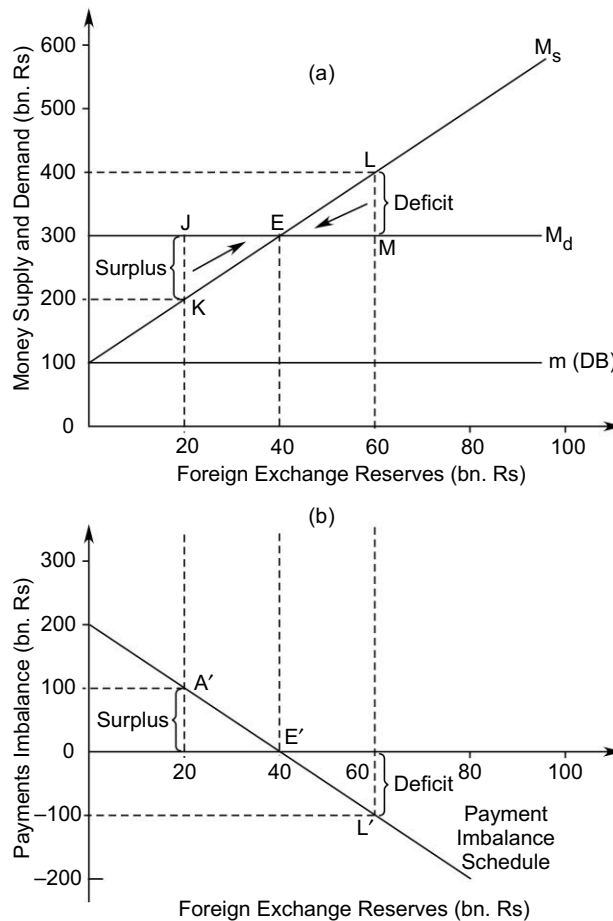 (a)
Money Supply and Demand (bn. Rs)
600
500
400
300
200
100
0
Ms
L
Deficit
J
E
M
Md
Surplus
K
m (DB)
20
40
60
80
100
Foreign Exchange Reserves (bn. Rs)
(b)
Payments Imbalance (bn. Rs)
300
200
100
0
–100
–200
A′
Surplus
E′
20
40
60
80
100
Deficit
L′
Payment
Imbalance
Schedule
Foreign Exchange Reserves (bn. Rs)